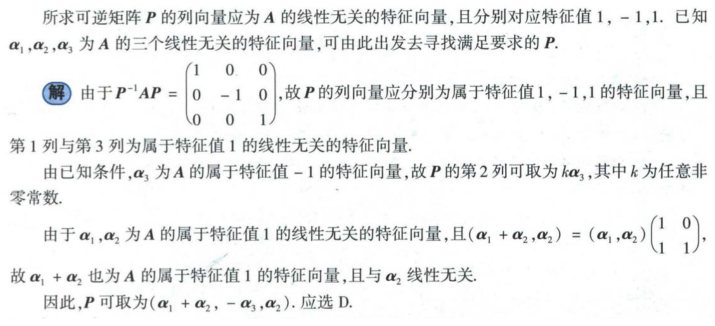 所求可逆矩阵 P 的列向量应为 A 的线性无关的特征向量,且分别对应特征值 1, -1,1. 已知
α₁,α₂,α₃ 为 A 的三个线性无关的特征向量,可由此出发去寻找满足要求的 P.
解 由于 P⁻¹AP = (1 0 0; 0 -1 0; 0 0 1),故 P 的列向量应分别为属于特征值1, -1,1 的特征向量,且
第 1 列与第 3 列为属于特征值 1 的线性无关的特征向量.
由已知条件,α₃ 为 A 的属于特征值 -1 的特征向量,故 P 的第 2 列可取为 kα₃,其中 k 为任意非
零常数.
由于 α₁,α₂ 为 A 的属于特征值 1 的线性无关的特征向量,且(α₁ + α₂,α₂) = (α₁,α₂)(1 0; 1 1),
故 α₁ + α₂ 也为 A 的属于特征值 1 的特征向量,且与 α₂ 线性无关.
因此,P 可取为(α₁ + α₂, -α₃,α₂). 应选 D.